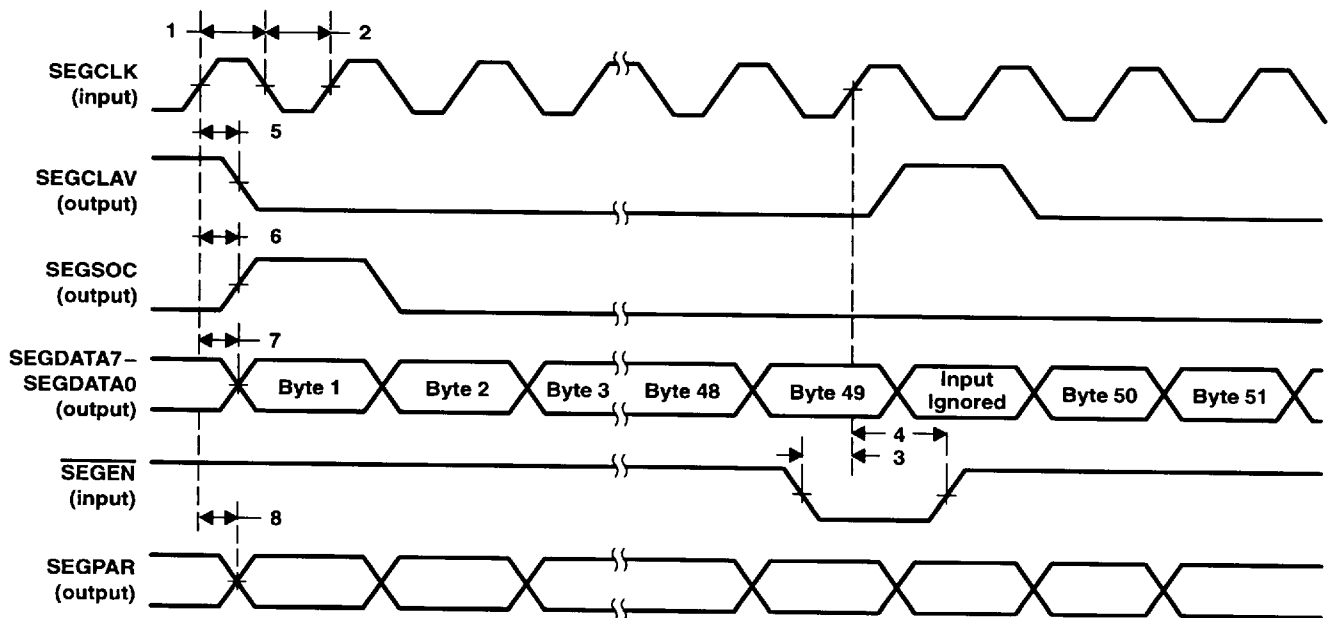 1 2
SEGCLK
(input)
5
SEGCLAV
(output)
6
SEGSOC
(output)
7
SEGDATA7–
SEGDATA0
(output)
Byte 1 Byte 2 Byte 3 Byte 48 Byte 49 Input Ignored Byte 50 Byte 51
4
3
SEGEN
(input)
8
SEGPAR
(output)